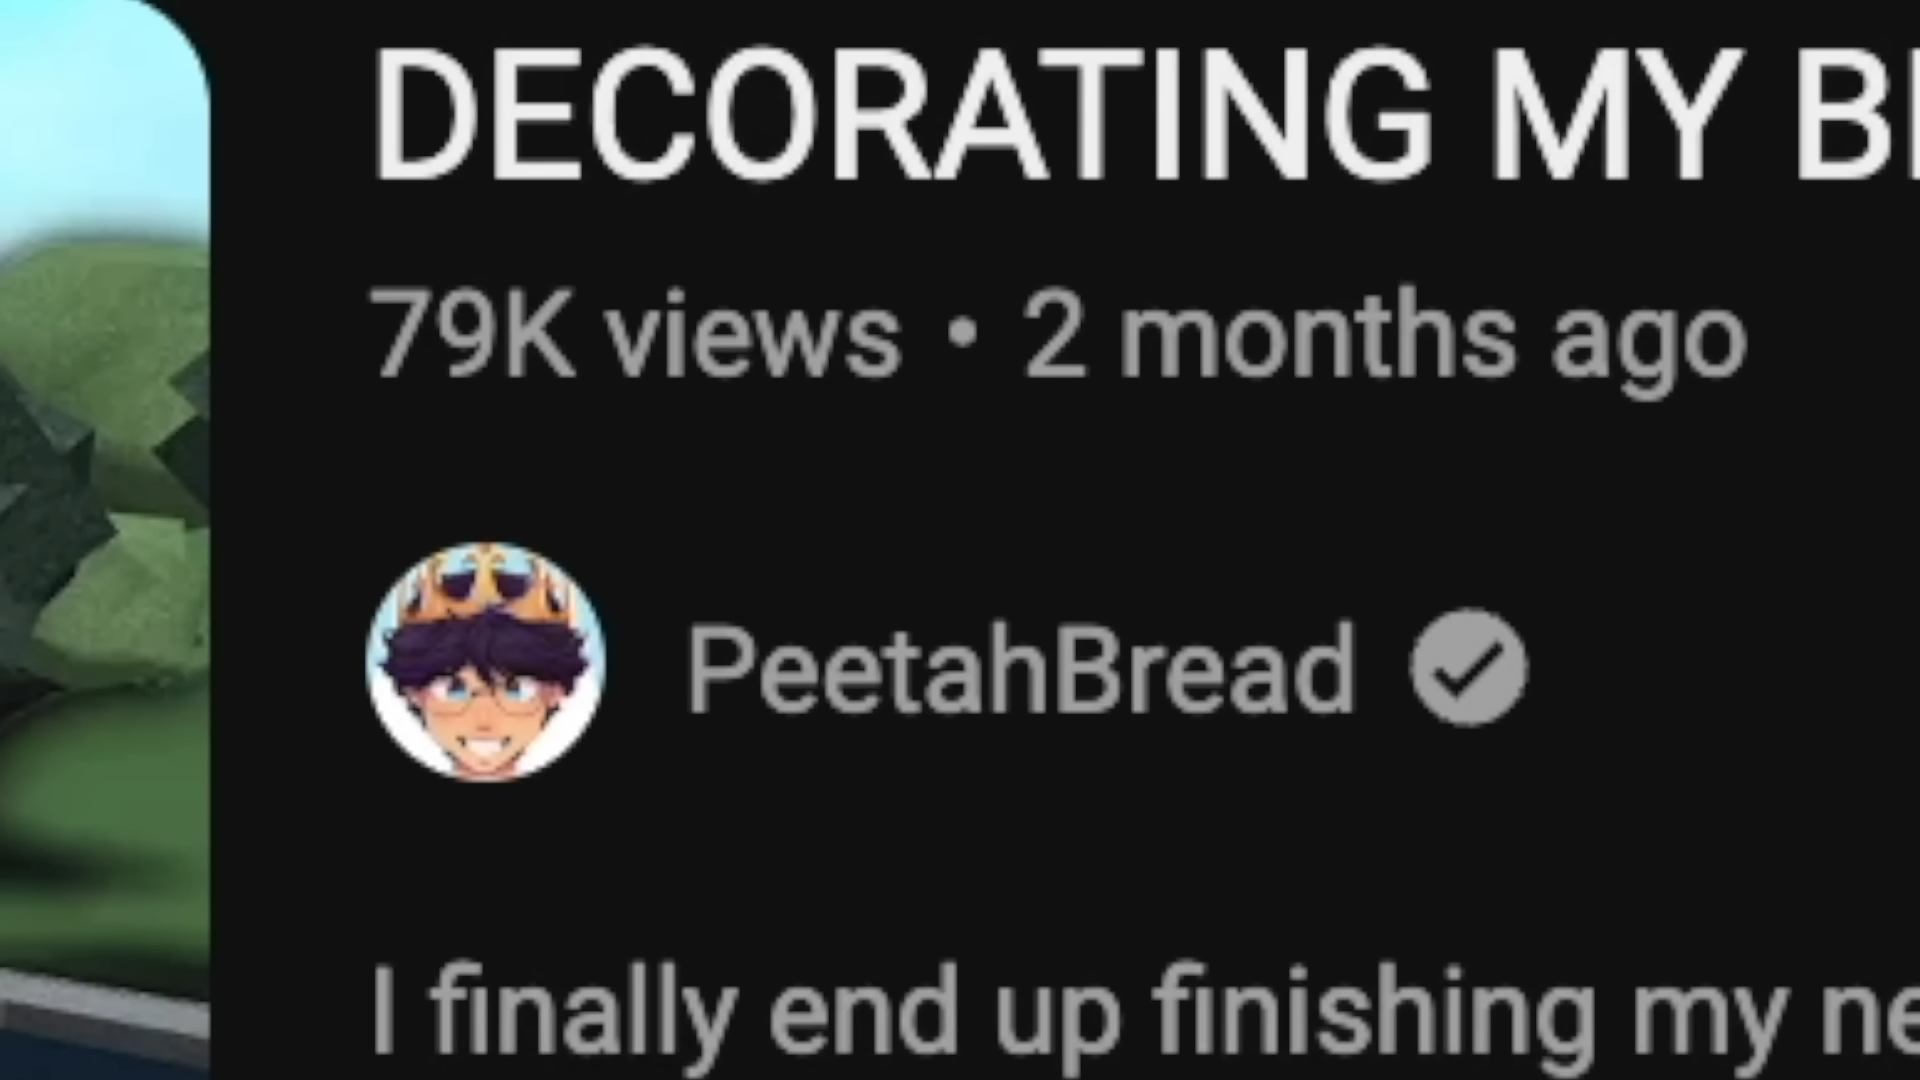 DECORATING MY
79K views • 2 months ago
PeetahBread
I finally end up finishing my